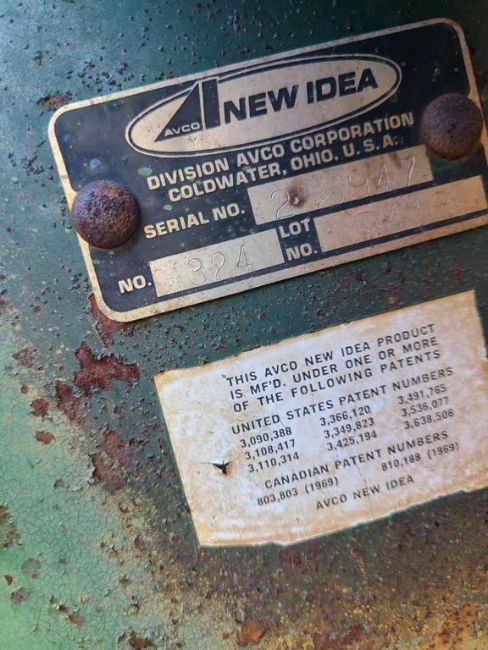 AVCO NEW IDEA
DIVISION AVCO CORPORATION
COLDWATER, OHIO. U.S.A.
SERIAL NO.
NO. 324 LOT NO.
THIS AVCO NEW IDEA PRODUCT
IS MF'D. UNDER ONE OR MORE
OF THE FOLLOWING PATENTS
UNITED STATES PATENT NUMBERS
3,090,388 3,366,120 3,491,765
3,108,417 3,349,823 3,536,077
3,110,314 3,425,194 3,638,506
CANADIAN PATENT NUMBERS
803,803 (1969) 810,188 (1969)
AVCO NEW IDEA